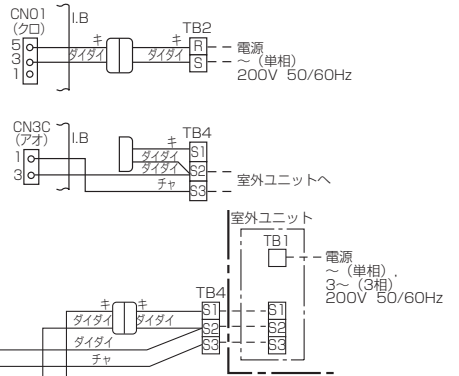 CN01
(クロ)
I.B
TB2
5
3
1
キ
キ
ダイダイ
ダイダイ
R
S
電源
~ (単相)
200V 50/60Hz
CN3C
(アオ)
I.B
TB4
1
3
キ
ダイダイ
ダイダイ
チャ
S1
S2
S3
室外ユニットへ
室外ユニット
TB1
電源
~ (単相),
3~ (3相)
200V 50/60Hz
TB4
キ
キ
ダイダイ
ダイダイ
ダイダイ
チャ
S1
S2
S3
S1
S2
S3